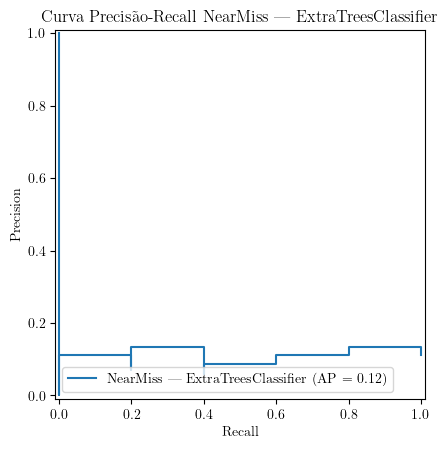 Curva Precisão-Recall NearMiss — ExtraTreesClassifier
1.0
0.8
0.6
0.4
0.2
0.0
Precision
NearMiss — ExtraTreesClassifier (AP = 0.12)
0.0 0.2 0.4 0.6 0.8 1.0
Recall